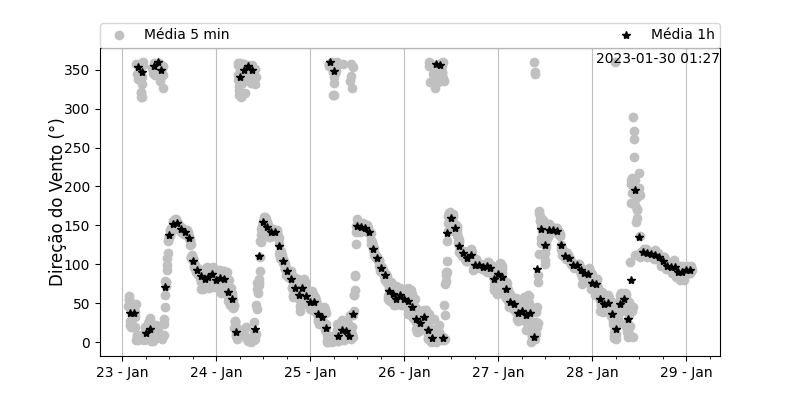 Média 5 min
Média 1h
2023-01-30 01:27
Direção do Vento (°)
350
300
250
200
150
100
50
0
23 - Jan
24 - Jan
25 - Jan
26 - Jan
27 - Jan
28 - Jan
29 - Jan